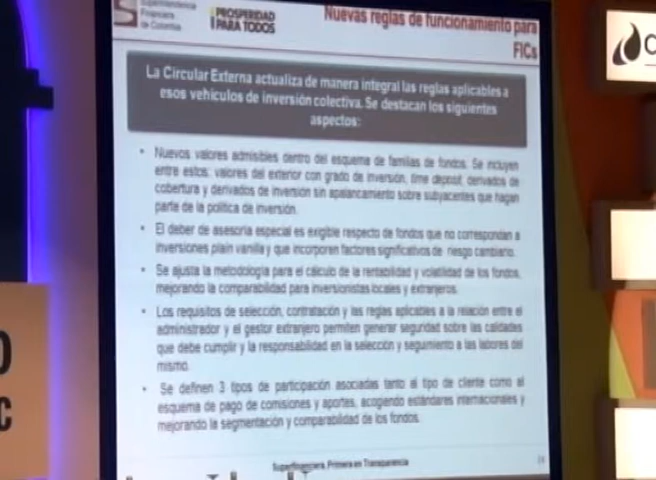 Superintendencia
Financiera
de Colombia
PROSPERIDAD
PARA TODOS
Nuevas reglas de funcionamiento para
FICs
La Circular Externa actualiza de manera integral las reglas aplicables a
esos vehículos de inversión colectiva. Se destacan los siguientes
aspectos:
• Nuevos valores admisibles dentro del esquema de familias de fondos. Se incluyen
entre estos: valores del exterior con grado de inversión, time deposit, derivados de
cobertura y derivados de inversión sin apalancamiento sobre subyacentes que hagan
parte de la política de inversión.
• El deber de asesoría especial es exigible respecto de fondos que no correspondan a
inversiones plain vanilla y que incorporen factores significativos de riesgo cambiario.
• Se ajusta la metodología para el cálculo de la rentabilidad y volatilidad de los fondos,
mejorando la comparabilidad para inversionistas locales y extranjeros.
• Los requisitos de selección, contratación y las reglas aplicables a la relación entre el
administrador y el gestor extranjero permiten generar seguridad sobre las calidades
que debe cumplir y la responsabilidad en la selección y seguimiento a las labores del
mismo.
• Se definen 3 tipos de participación asociadas tanto al tipo de cliente como al
esquema de pago de comisiones y aportes, acogiendo estándares internacionales y
mejorando la segmentación y comparabilidad de los fondos.
Superfinanciera, Primera en Transparencia